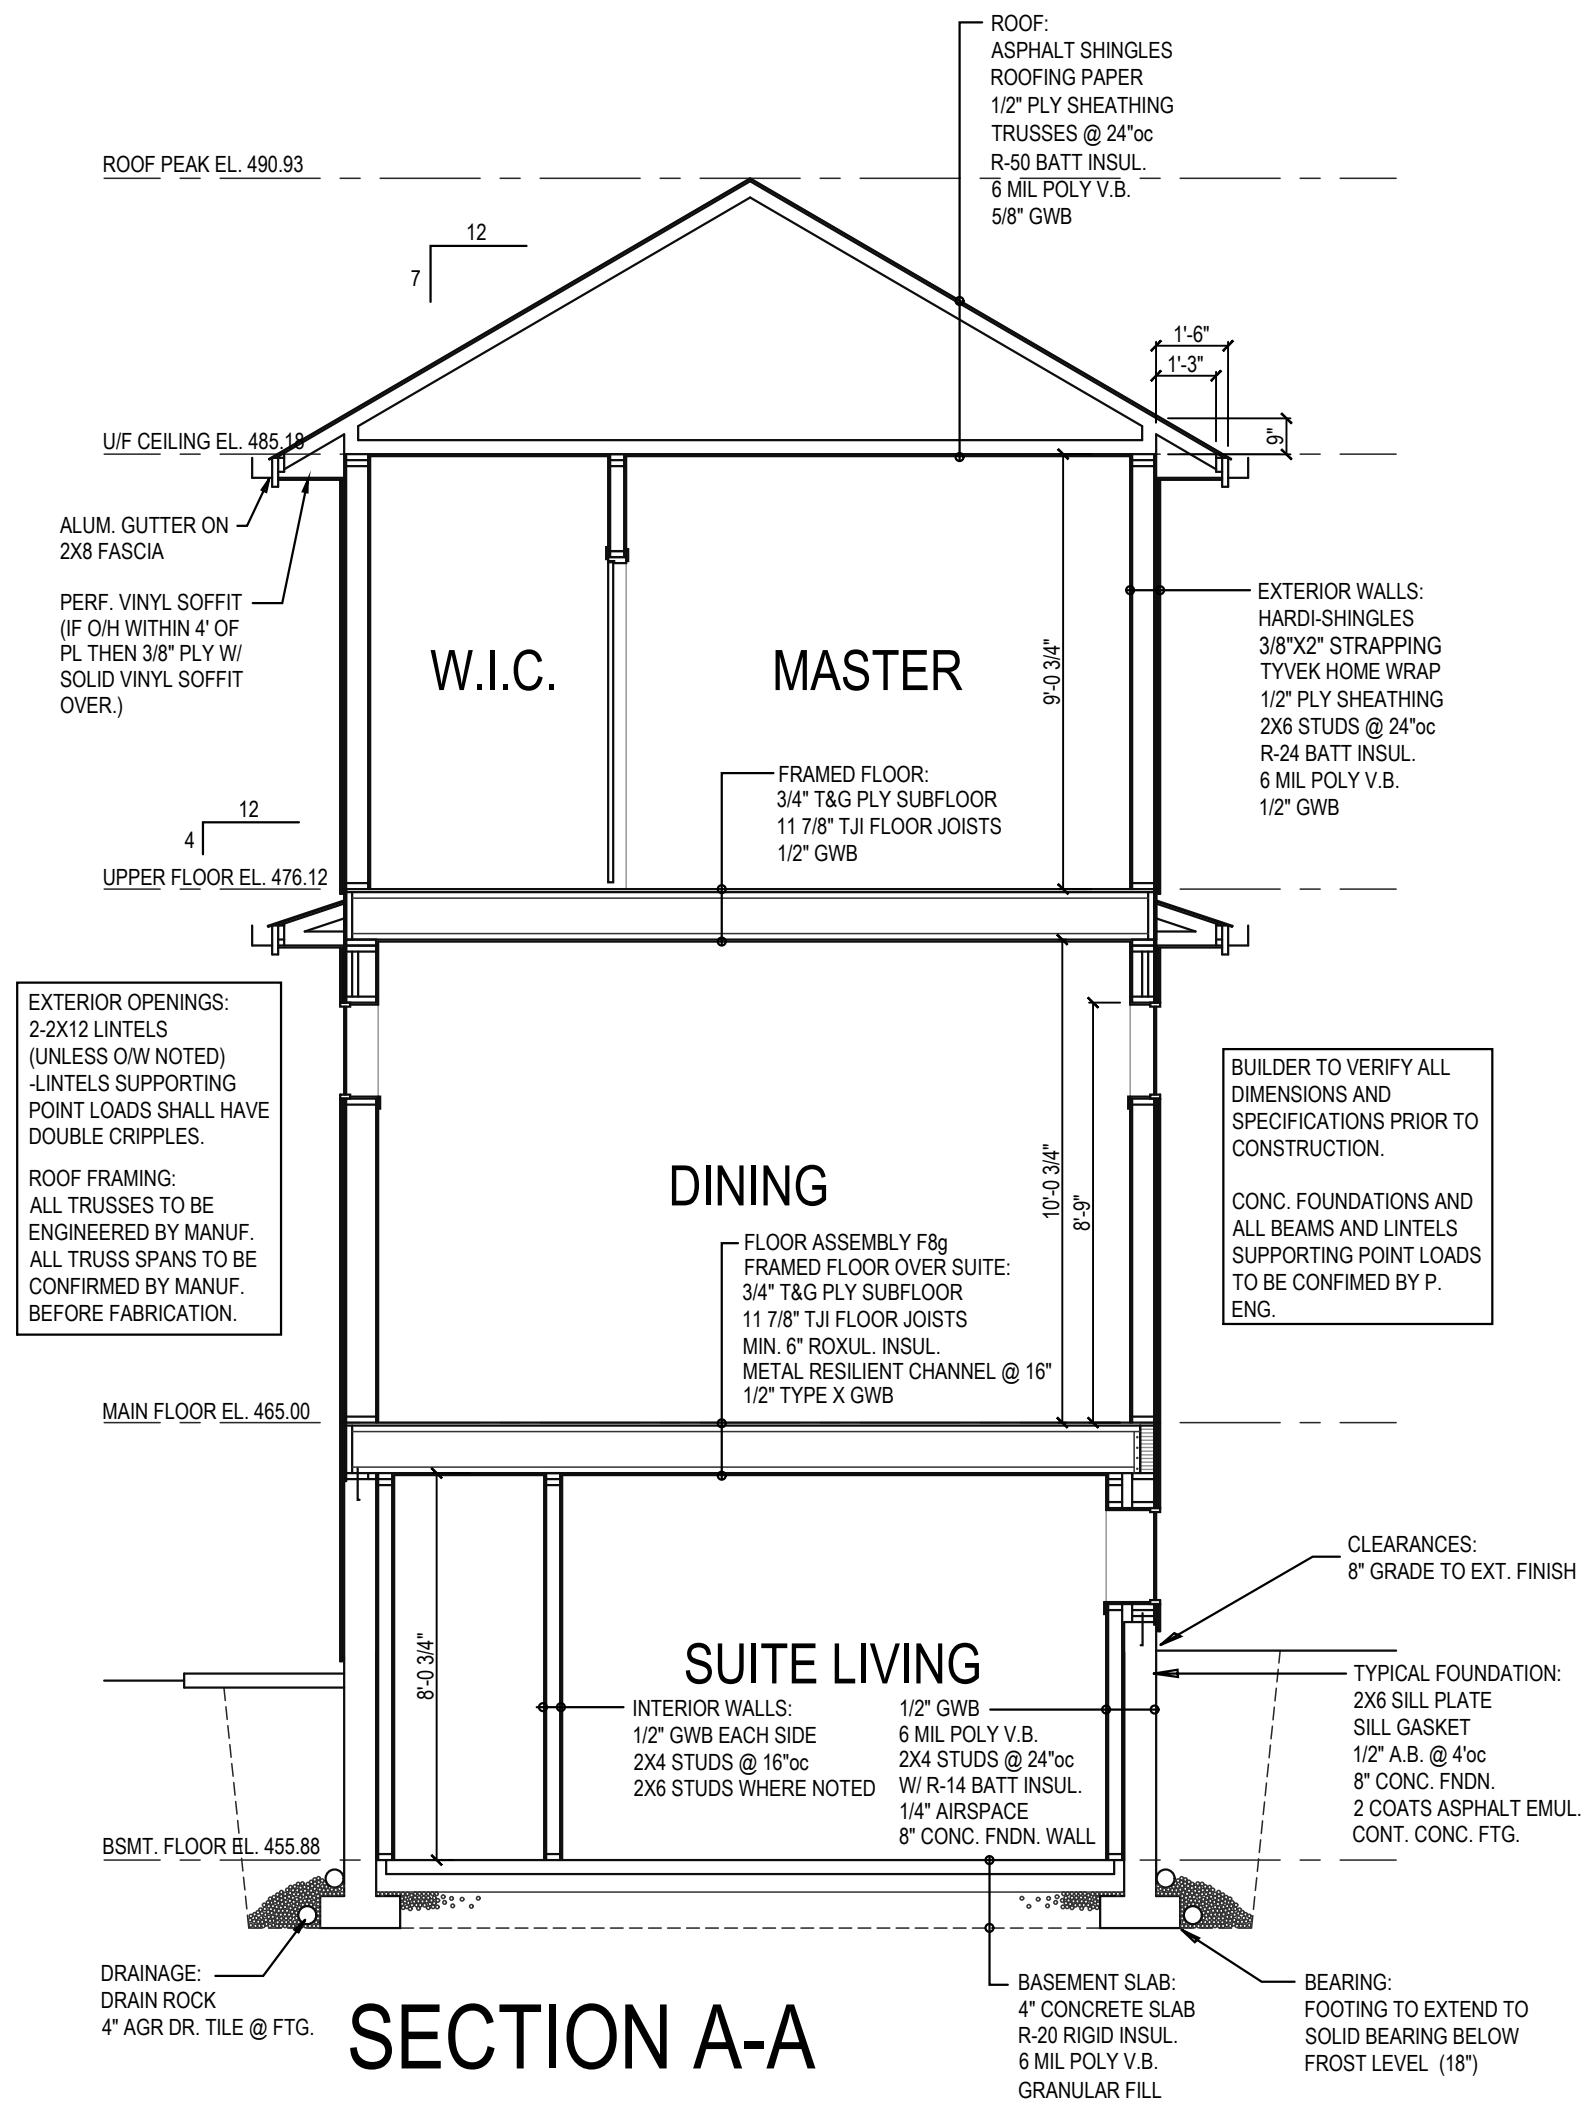 ROOF:
ASPHALT SHINGLES
ROOFING PAPER
1/2" PLY SHEATHING
TRUSSES @ 24"oc
R-50 BATT INSUL.
6 MIL POLY V.B.
5/8" GWB
ROOF PEAK EL. 490.93
12
7
1'-6"
1'-3"
9"
U/F CEILING EL. 485.18
ALUM. GUTTER ON
2X8 FASCIA
PERF. VINYL SOFFIT
(IF O/H WITHIN 4' OF
PL THEN 3/8" PLY W/
SOLID VINYL SOFFIT
OVER.)
W.I.C.
MASTER
9'-0 3/4"
EXTERIOR WALLS:
HARDI-SHINGLES
3/8"X2" STRAPPING
TYVEK HOME WRAP
1/2" PLY SHEATHING
2X6 STUDS @ 24"oc
R-24 BATT INSUL.
6 MIL POLY V.B.
1/2" GWB
FRAMED FLOOR:
3/4" T&G PLY SUBFLOOR
11 7/8" TJI FLOOR JOISTS
1/2" GWB
12
4
UPPER FLOOR EL. 476.12
EXTERIOR OPENINGS:
2-2X12 LINTELS
(UNLESS O/W NOTED)
-LINTELS SUPPORTING
POINT LOADS SHALL HAVE
DOUBLE CRIPPLES.
ROOF FRAMING:
ALL TRUSSES TO BE
ENGINEERED BY MANUF.
ALL TRUSS SPANS TO BE
CONFIRMED BY MANUF.
BEFORE FABRICATION.
DINING
10'-0 3/4"
8'-9"
BUILDER TO VERIFY ALL
DIMENSIONS AND
SPECIFICATIONS PRIOR TO
CONSTRUCTION.
CONC. FOUNDATIONS AND
ALL BEAMS AND LINTELS
SUPPORTING POINT LOADS
TO BE CONFIMED BY P.
ENG.
FLOOR ASSEMBLY F8g
FRAMED FLOOR OVER SUITE:
3/4" T&G PLY SUBFLOOR
11 7/8" TJI FLOOR JOISTS
MIN. 6" ROXUL. INSUL.
METAL RESILIENT CHANNEL @ 16"
1/2" TYPE X GWB
MAIN FLOOR EL. 465.00
CLEARANCES:
8" GRADE TO EXT. FINISH
8'-0 3/4"
SUITE LIVING
INTERIOR WALLS:
1/2" GWB EACH SIDE
2X4 STUDS @ 16"oc
2X6 STUDS WHERE NOTED
1/2" GWB
6 MIL POLY V.B.
2X4 STUDS @ 24"oc
W/ R-14 BATT INSUL.
1/4" AIRSPACE
8" CONC. FNDN. WALL
TYPICAL FOUNDATION:
2X6 SILL PLATE
SILL GASKET
1/2" A.B. @ 4'oc
8" CONC. FNDN.
2 COATS ASPHALT EMUL.
CONT. CONC. FTG.
BSMT. FLOOR EL. 455.88
DRAINAGE:
DRAIN ROCK
4" AGR DR. TILE @ FTG.
SECTION A-A
BASEMENT SLAB:
4" CONCRETE SLAB
R-20 RIGID INSUL.
6 MIL POLY V.B.
GRANULAR FILL
BEARING:
FOOTING TO EXTEND TO
SOLID BEARING BELOW
FROST LEVEL (18")